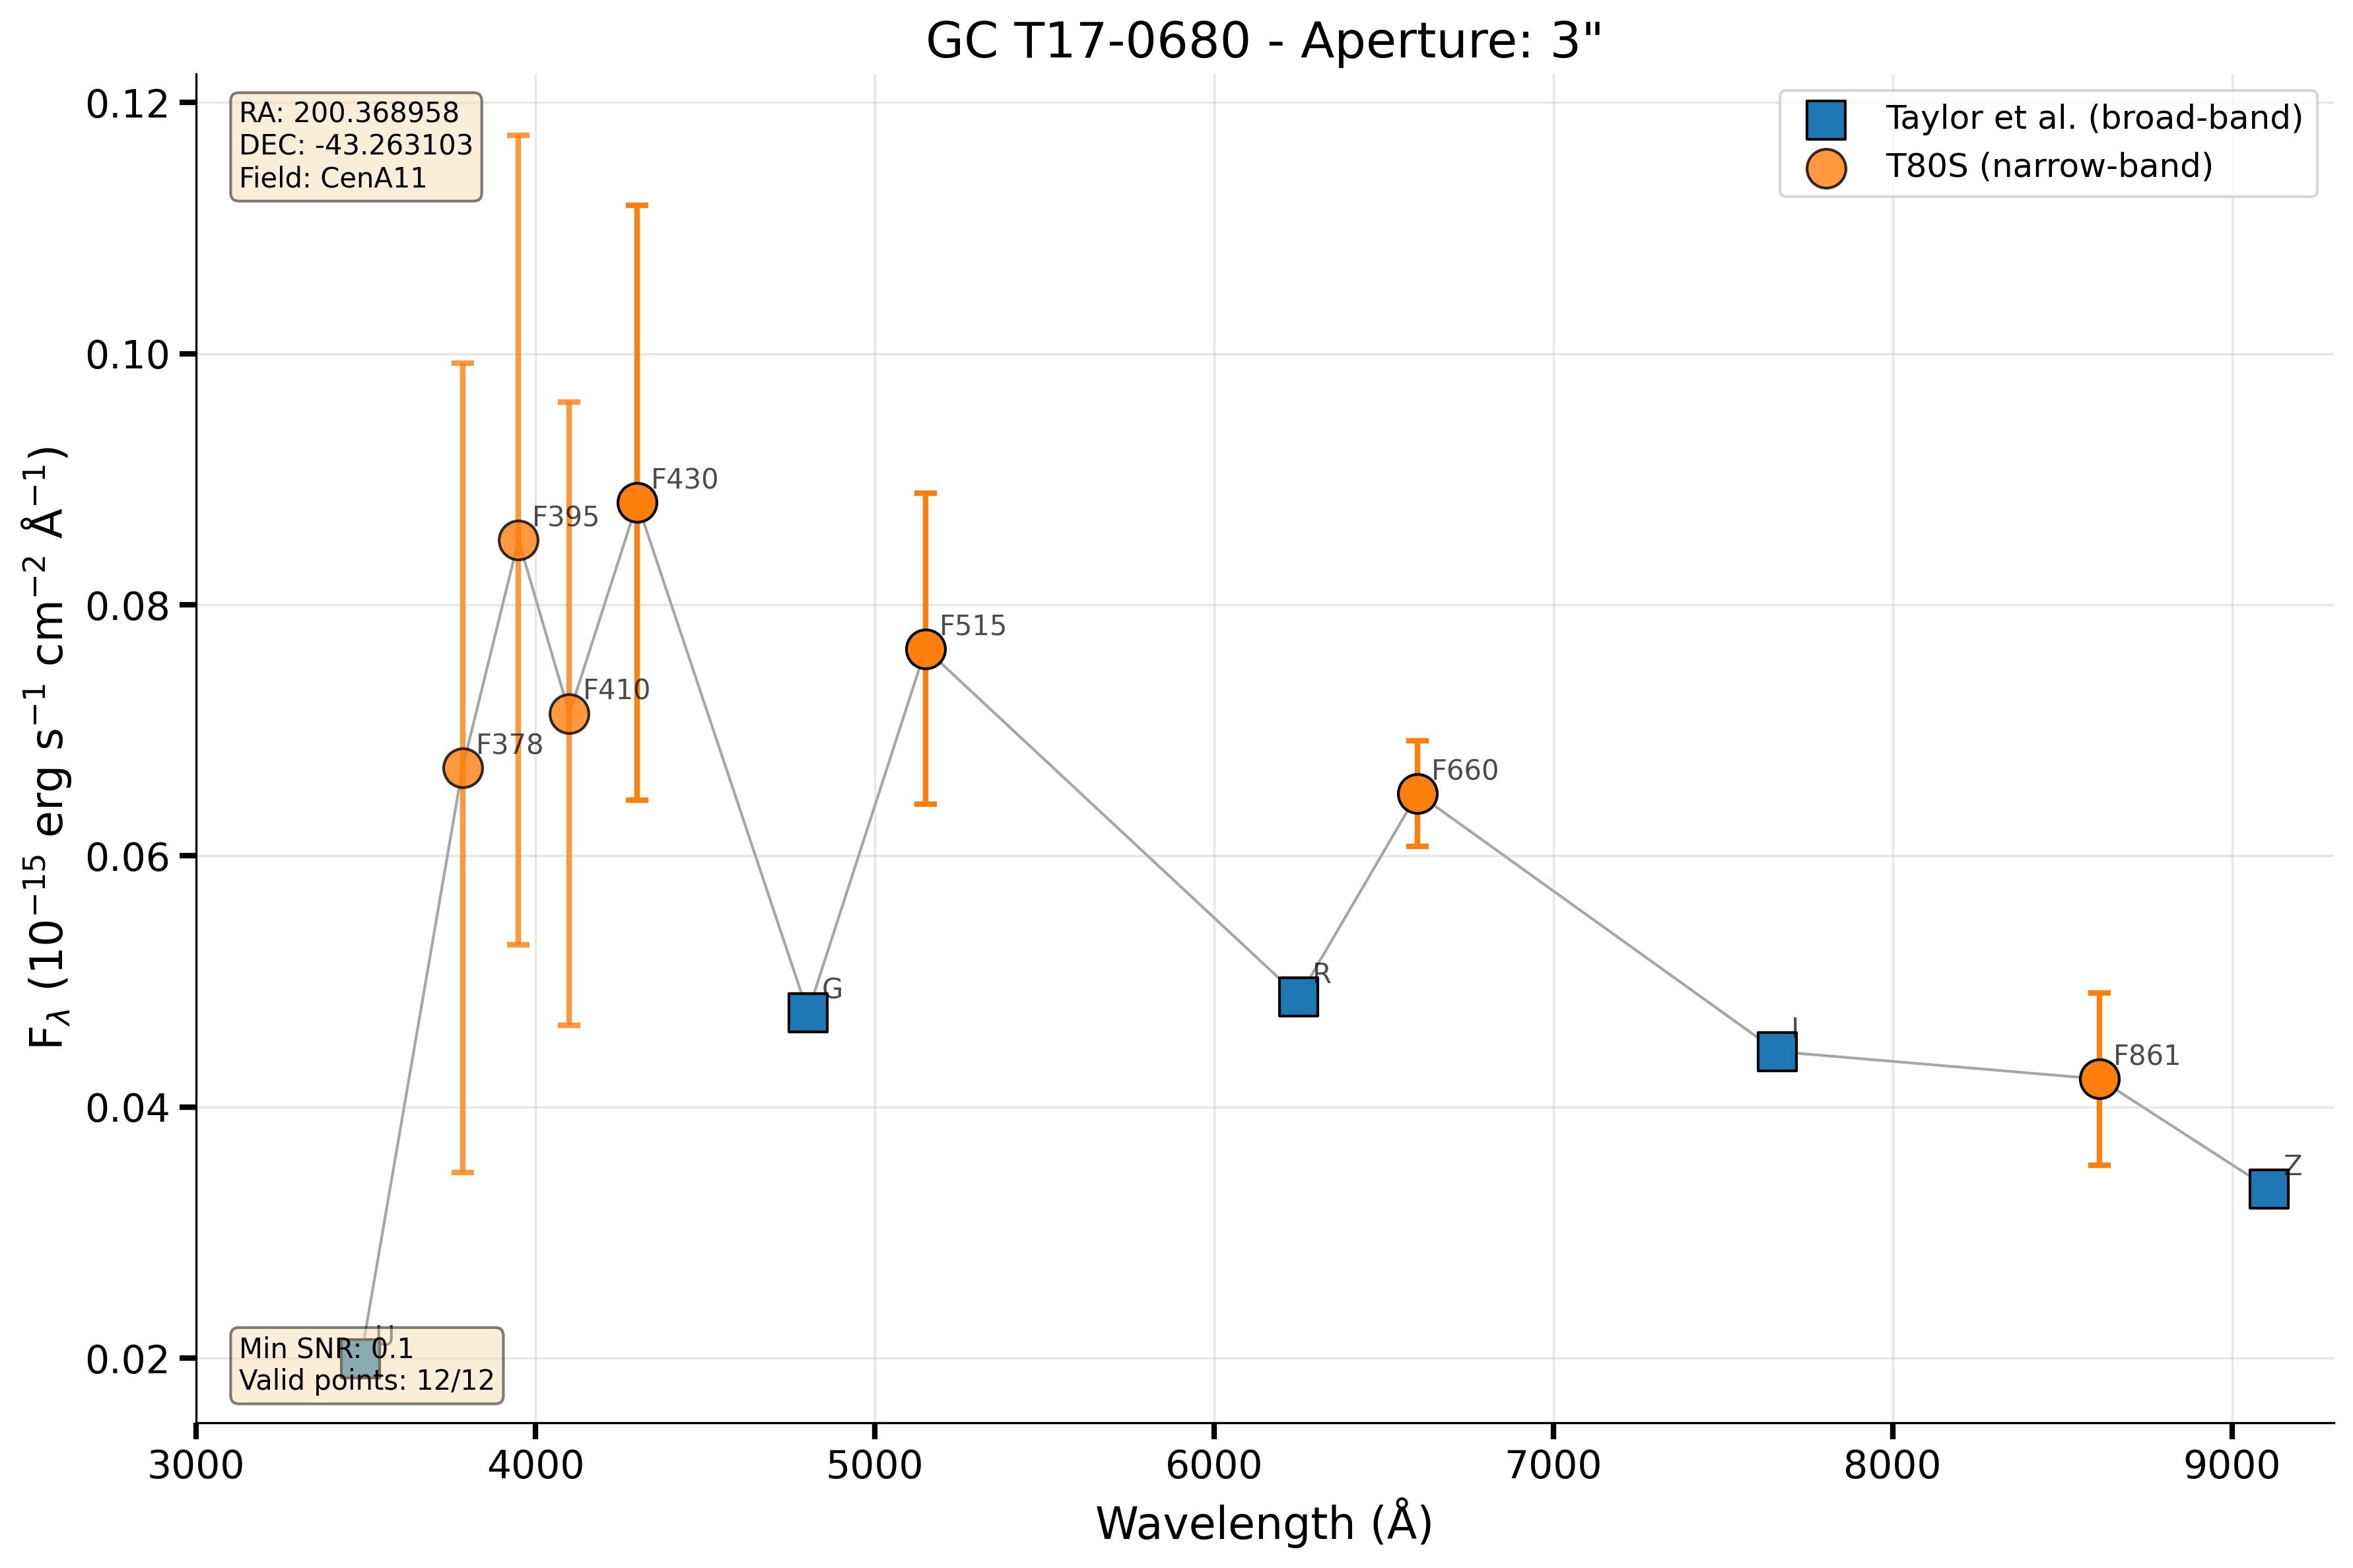 GC T17-0680 - Aperture: 3"
RA: 200.368958
DEC: -43.263103
Field: CenA11
Taylor et al. (broad-band)
T80S (narrow-band)
0.12
0.10
0.08
0.06
0.04
0.02
F_λ (10⁻¹⁵ erg s⁻¹ cm⁻² Å⁻¹)
U
F378
F395
F410
F430
G
F515
R
F660
I
F861
Z
Min SNR: 0.1
Valid points: 12/12
3000
4000
5000
6000
7000
8000
9000
Wavelength (Å)